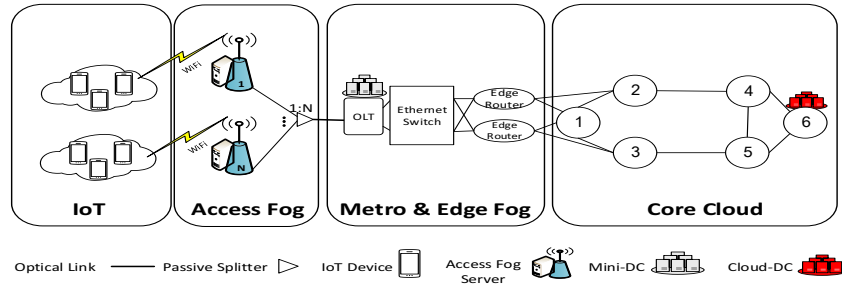 WiFi
1
1:N
WiFi
N
OLT
Ethernet
Switch
Edge
Router
Edge
Router
1
2
3
4
5
6
IoT
Access Fog
Metro & Edge Fog
Core Cloud
Optical Link
Passive Splitter
IoT Device
Access Fog
Server
Mini-DC
Cloud-DC